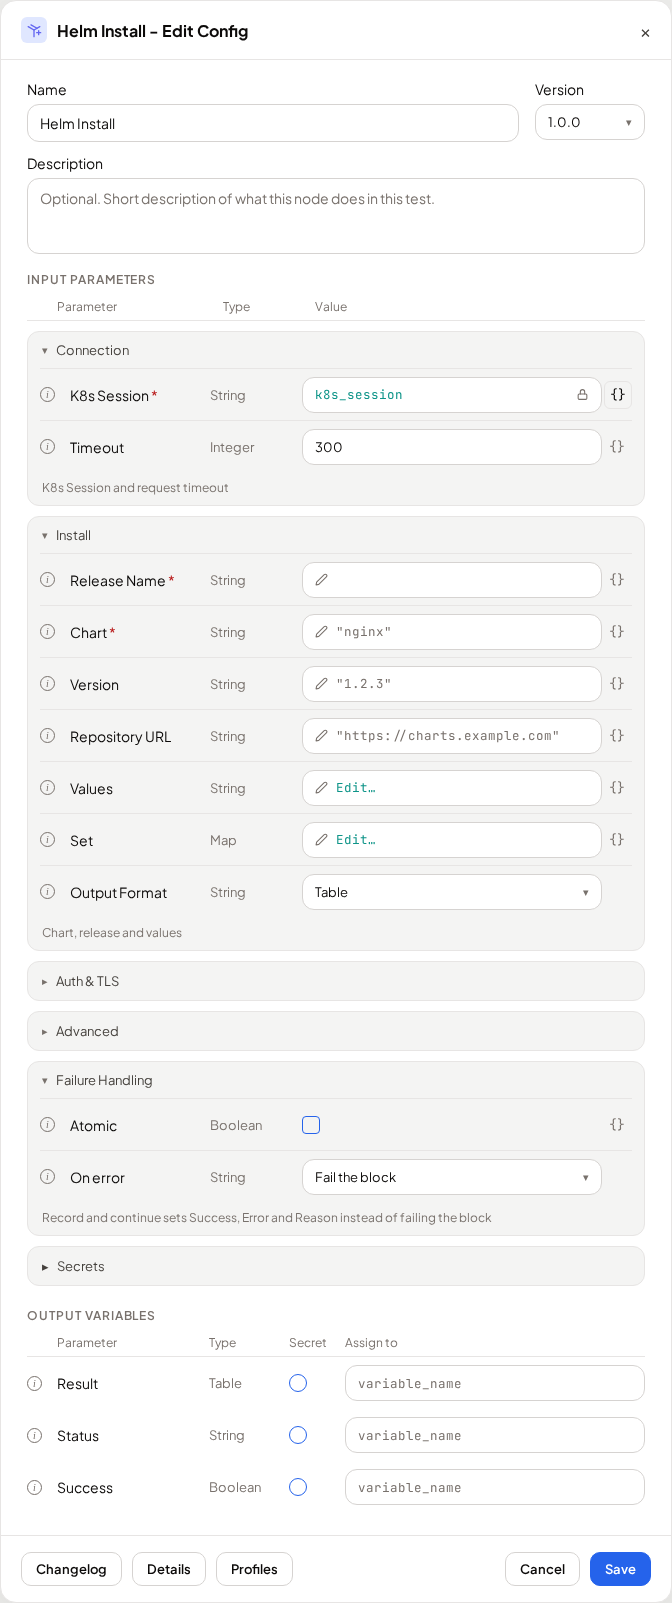 Helm Install - Edit Config
×
Name
Version
Helm Install
1.0.0
Description
Optional. Short description of what this node does in this test.
INPUT PARAMETERS
Parameter Type Value
Connection
K8s Session * String k8s_session {}
Timeout Integer 300 {}
K8s Session and request timeout
Install
Release Name * String {}
Chart * String "nginx" {}
Version String "1.2.3" {}
Repository URL String "https://charts.example.com" {}
Values String Edit… {}
Set Map Edit… {}
Output Format String Table
Chart, release and values
Auth & TLS
Advanced
Failure Handling
Atomic Boolean {}
On error String Fail the block
Record and continue sets Success, Error and Reason instead of failing the block
Secrets
OUTPUT VARIABLES
Parameter Type Secret Assign to
Result Table variable_name
Status String variable_name
Success Boolean variable_name
Changelog Details Profiles Cancel Save